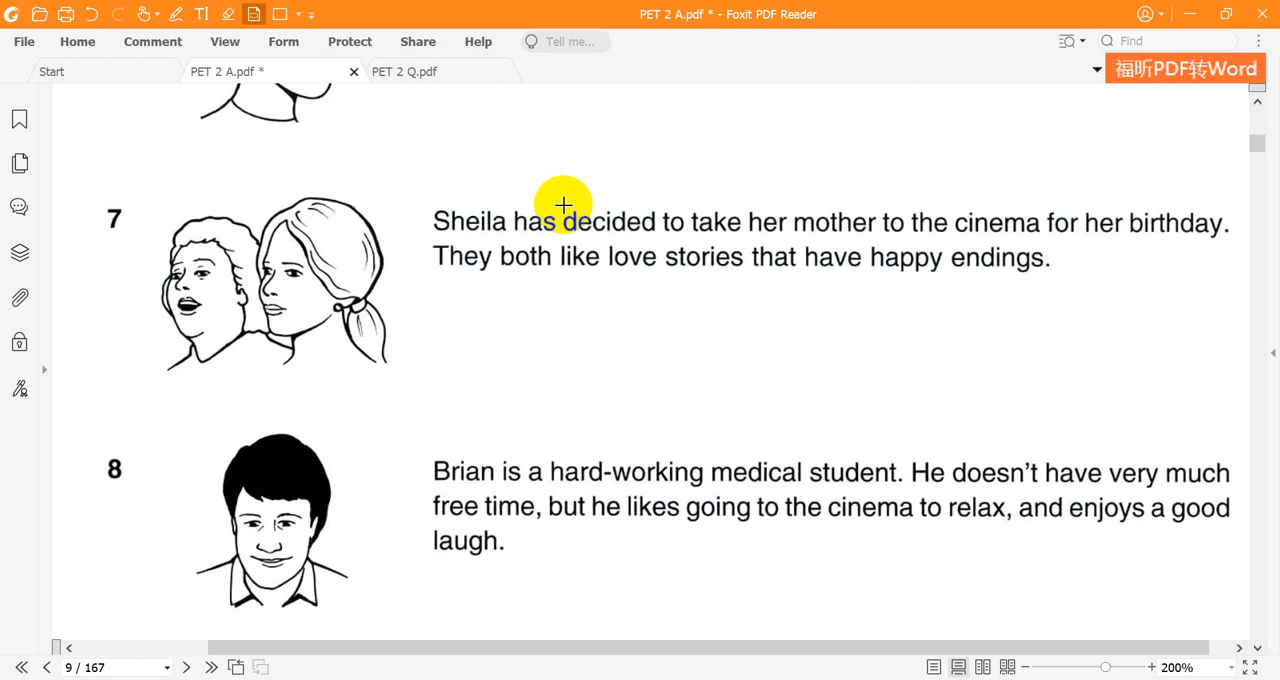 PET 2 A.pdf * - Foxit PDF Reader
File Home Comment View Form Protect Share Help Tell me... Find
Start PET 2 A.pdf * PET 2 Q.pdf 福昕PDF转Word
7 Sheila has decided to take her mother to the cinema for her birthday.
They both like love stories that have happy endings.
8 Brian is a hard-working medical student. He doesn't have very much
free time, but he likes going to the cinema to relax, and enjoys a good
laugh.
9 / 167 200%